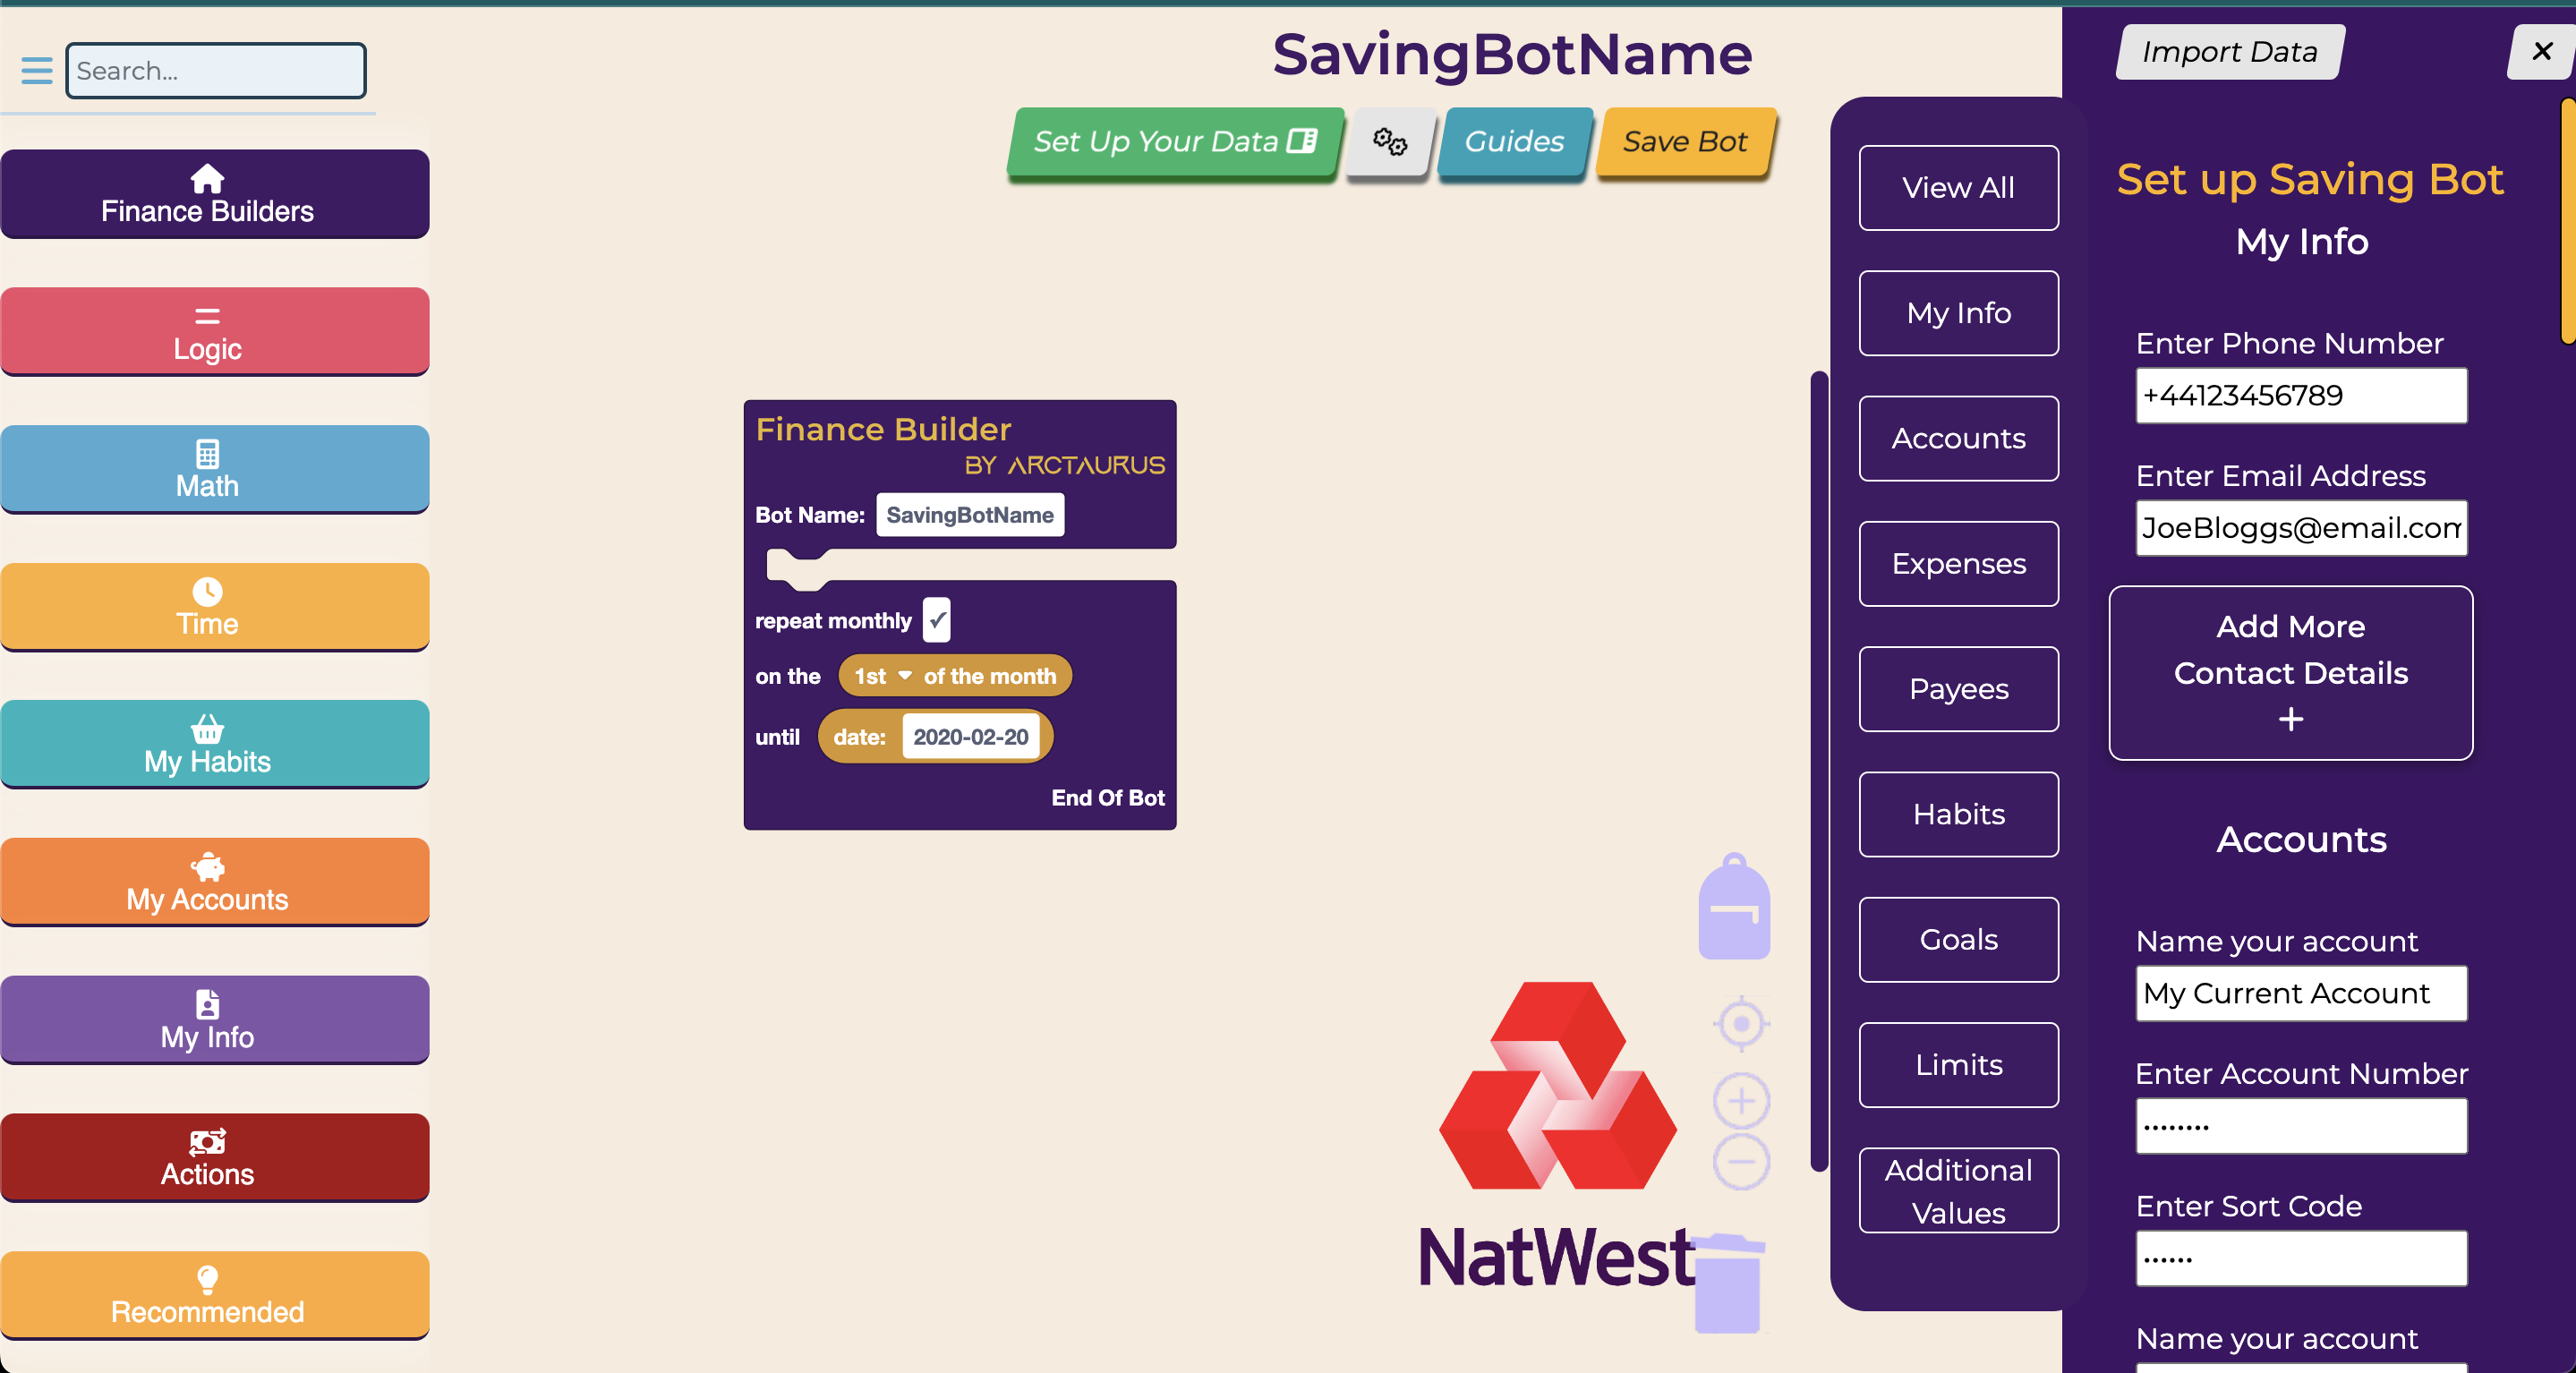 Search...
Finance Builders
Logic
Math
Time
My Habits
My Accounts
My Info
Actions
Recommended
SavingBotName
Set Up Your Data
Guides
Save Bot
Finance Builder
BY ARCTAURUS
Bot Name: SavingBotName
repeat monthly ✓
on the 1st of the month
until date: 2020-02-20
End Of Bot
NatWest
View All
My Info
Accounts
Expenses
Payees
Habits
Goals
Limits
Additional
Values
Import Data
×
Set up Saving Bot
My Info
Enter Phone Number
+44123456789
Enter Email Address
JoeBloggs@email.com
Add More
Contact Details
+
Accounts
Name your account
My Current Account
Enter Account Number
••••••••
Enter Sort Code
••••••
Name your account